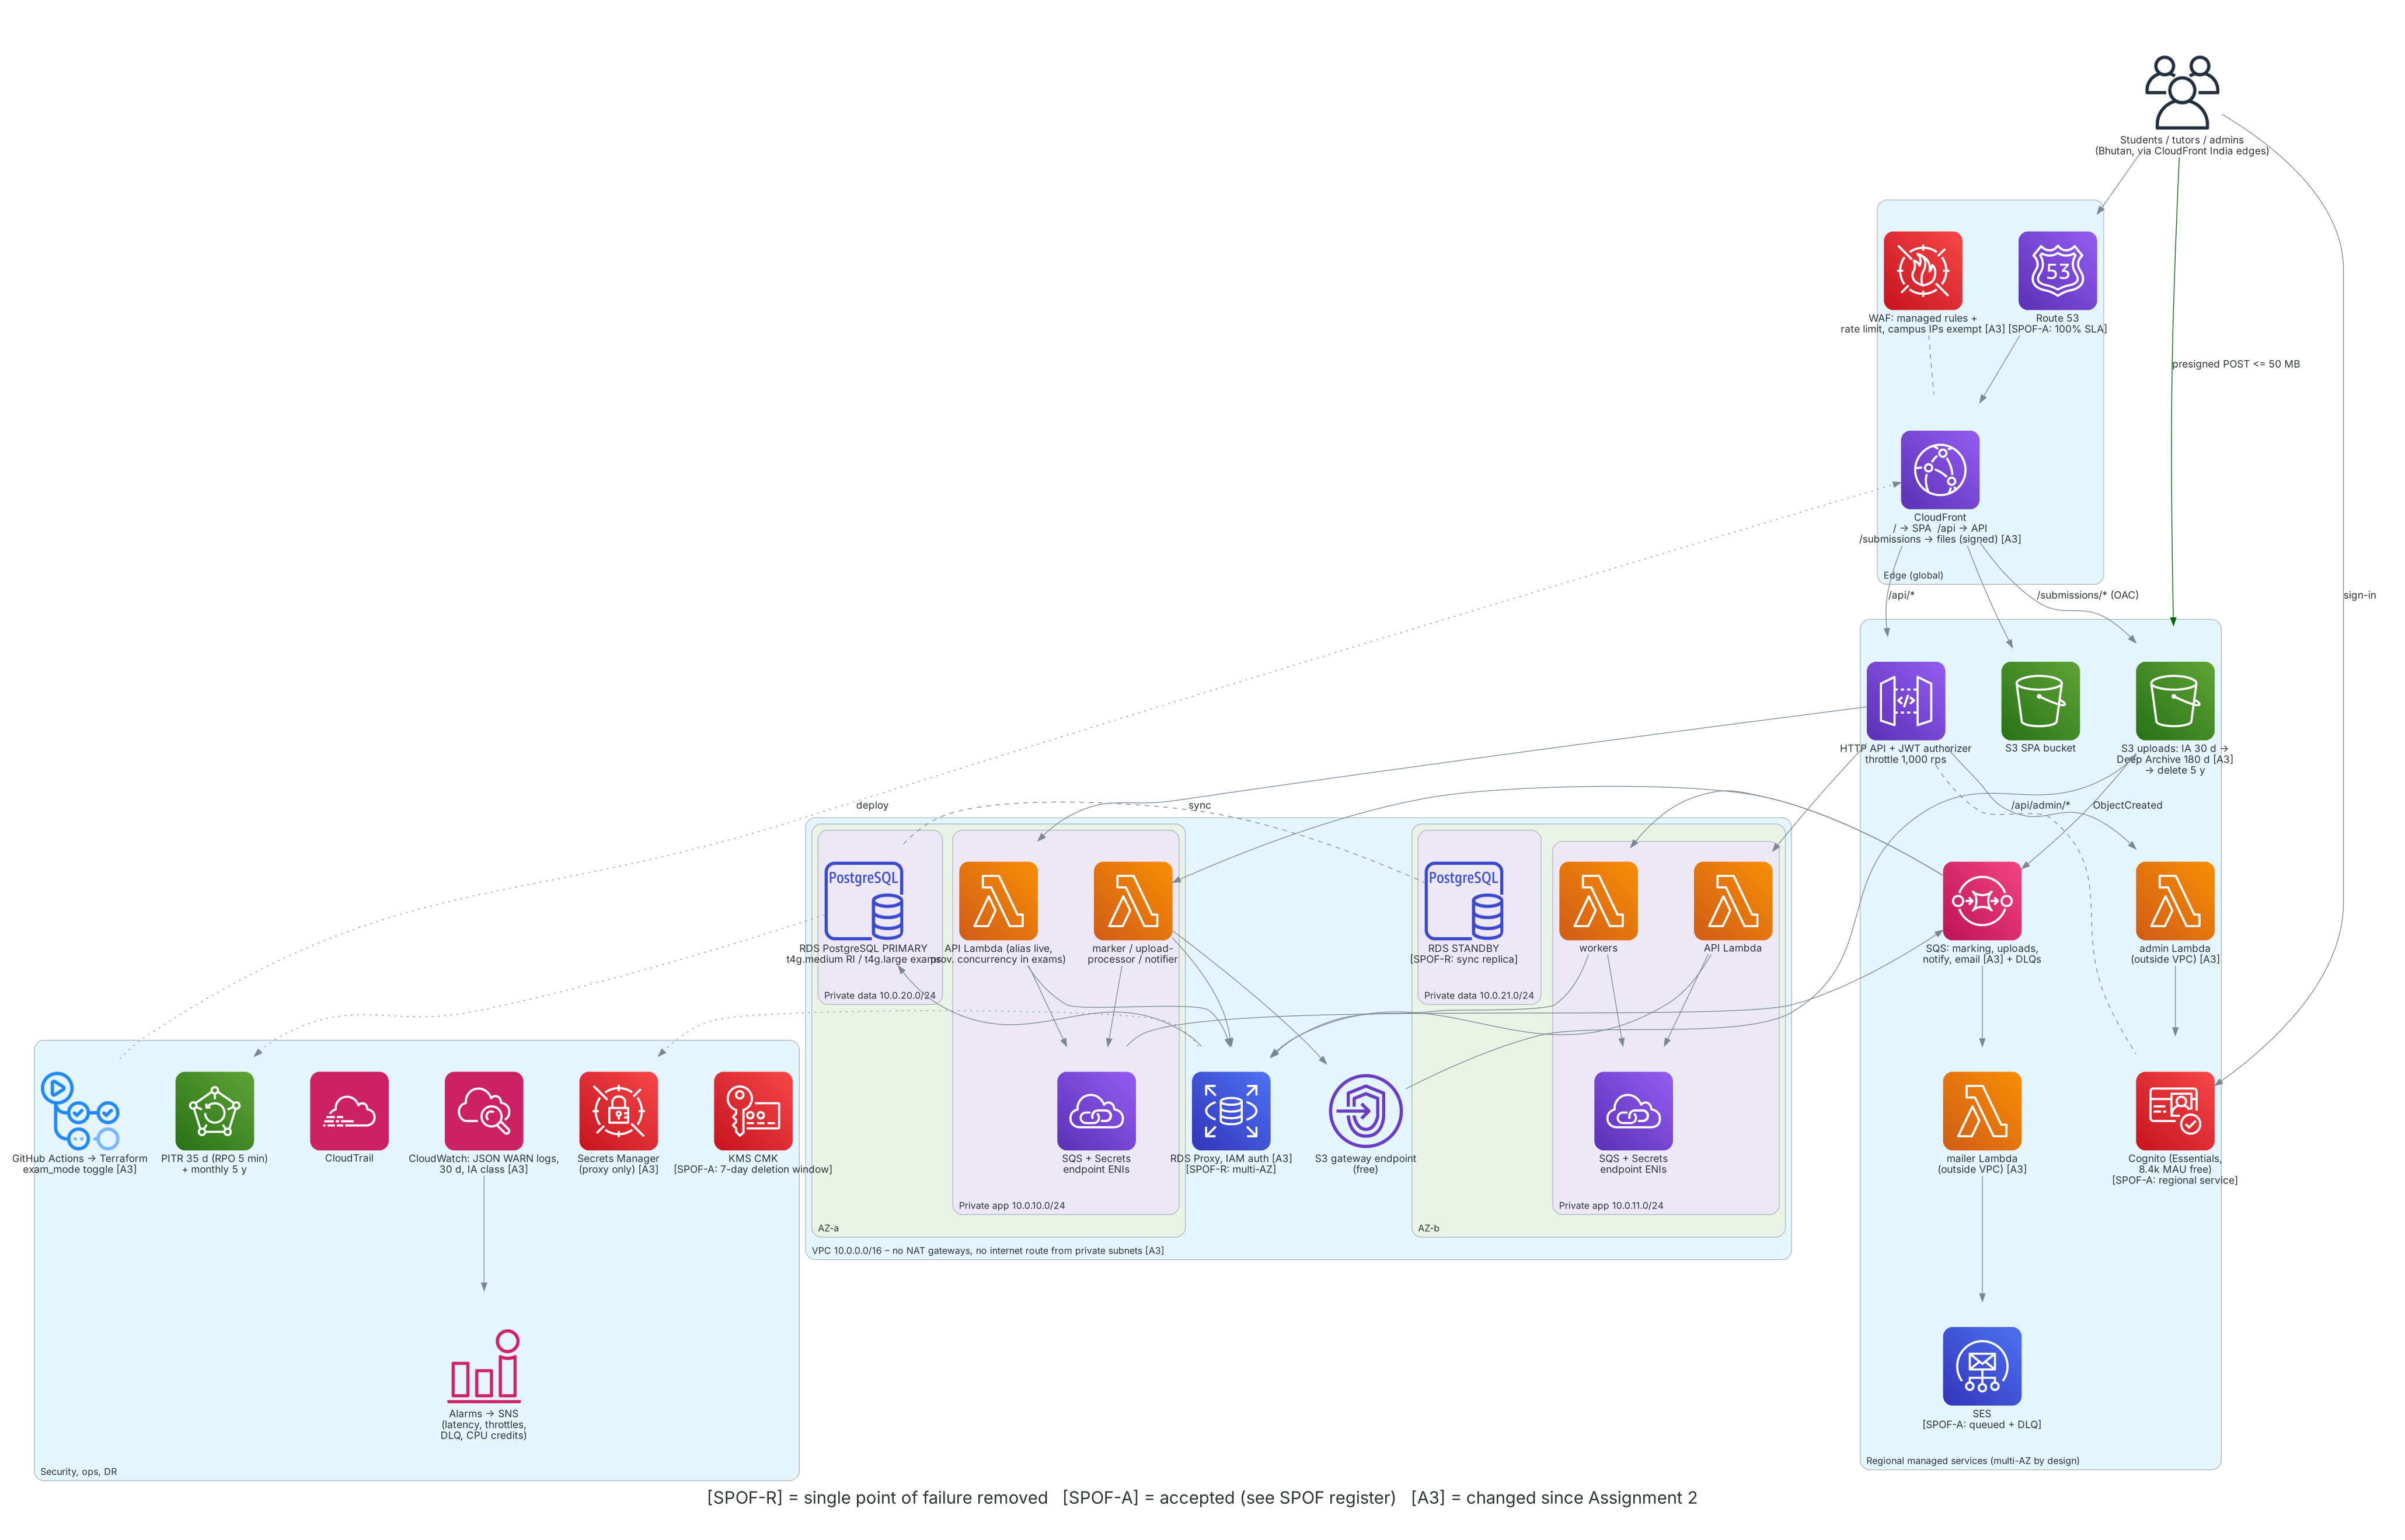 Students / tutors / admins
(Bhutan, via CloudFront India edges)
WAF: managed rules +
rate limit, campus IPs exempt [A3]
53
Route 53
[SPOF-A: 100% SLA]
presigned POST <= 50 MB
CloudFront
/ → SPA /api → API
/submissions → files (signed) [A3]
Edge (global)
/api/*
/submissions/* (OAC)
sign-in
HTTP API + JWT authorizer
throttle 1,000 rps
S3 SPA bucket
S3 uploads: IA 30 d →
Deep Archive 180 d [A3]
→ delete 5 y
deploy
sync
/api/admin/*
ObjectCreated
PostgreSQL
RDS PostgreSQL PRIMARY
t4g.medium RI / t4g.large exams
Private data 10.0.20.0/24
API Lambda (alias live,
prov. concurrency in exams)
marker / upload-
processor / notifier
PostgreSQL
RDS STANDBY
[SPOF-R: sync replica]
Private data 10.0.21.0/24
workers
API Lambda
SQS: marking, uploads,
notify, email [A3] + DLQs
admin Lambda
(outside VPC) [A3]
GitHub Actions → Terraform
exam_mode toggle [A3]
PITR 35 d (RPO 5 min)
+ monthly 5 y
CloudTrail
CloudWatch: JSON WARN logs,
30 d, IA class [A3]
Secrets Manager
(proxy only) [A3]
KMS CMK
[SPOF-A: 7-day deletion window]
SQS + Secrets
endpoint ENIs
RDS Proxy, IAM auth [A3]
[SPOF-R: multi-AZ]
S3 gateway endpoint
(free)
SQS + Secrets
endpoint ENIs
mailer Lambda
(outside VPC) [A3]
Cognito (Essentials,
8.4k MAU free)
[SPOF-A: regional service]
Private app 10.0.10.0/24
Private app 10.0.11.0/24
AZ-a
AZ-b
VPC 10.0.0.0/16 – no NAT gateways, no internet route from private subnets [A3]
Alarms → SNS
(latency, throttles,
DLQ, CPU credits)
SES
[SPOF-A: queued + DLQ]
Security, ops, DR
Regional managed services (multi-AZ by design)
[SPOF-R] = single point of failure removed [SPOF-A] = accepted (see SPOF register) [A3] = changed since Assignment 2